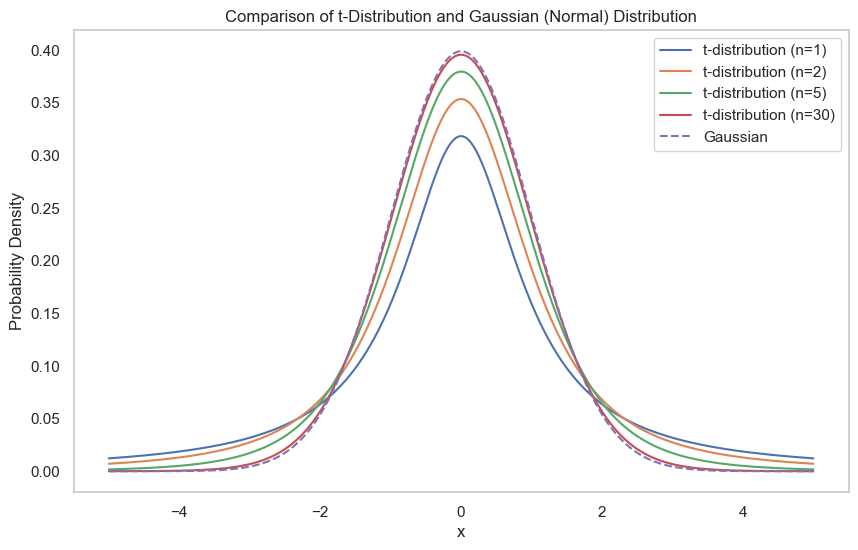 Comparison of t-Distribution and Gaussian (Normal) Distribution
t-distribution (n=1)
t-distribution (n=2)
t-distribution (n=5)
t-distribution (n=30)
Gaussian
Probability Density
0.40
0.35
0.30
0.25
0.20
0.15
0.10
0.05
0.00
−4 −2 0 2 4
x